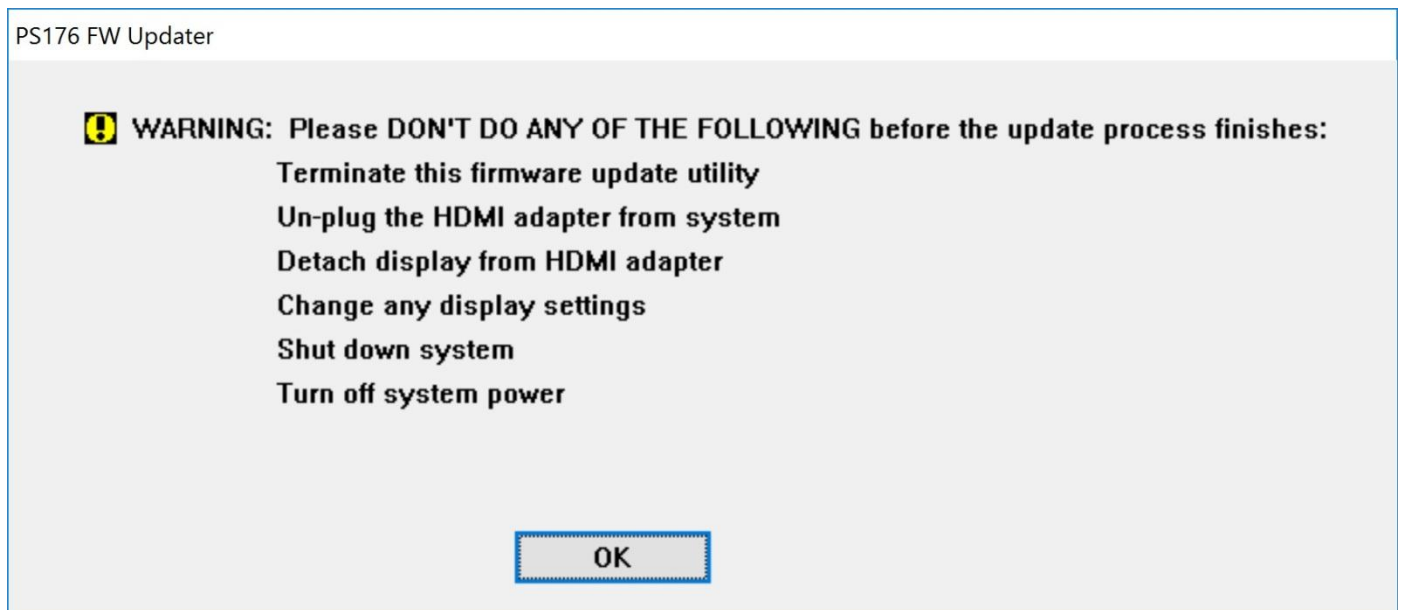 PS176 FW Updater
WARNING: Please DON'T DO ANY OF THE FOLLOWING before the update process finishes:
Terminate this firmware update utility
Un-plug the HDMI adapter from system
Detach display from HDMI adapter
Change any display settings
Shut down system
Turn off system power
OK